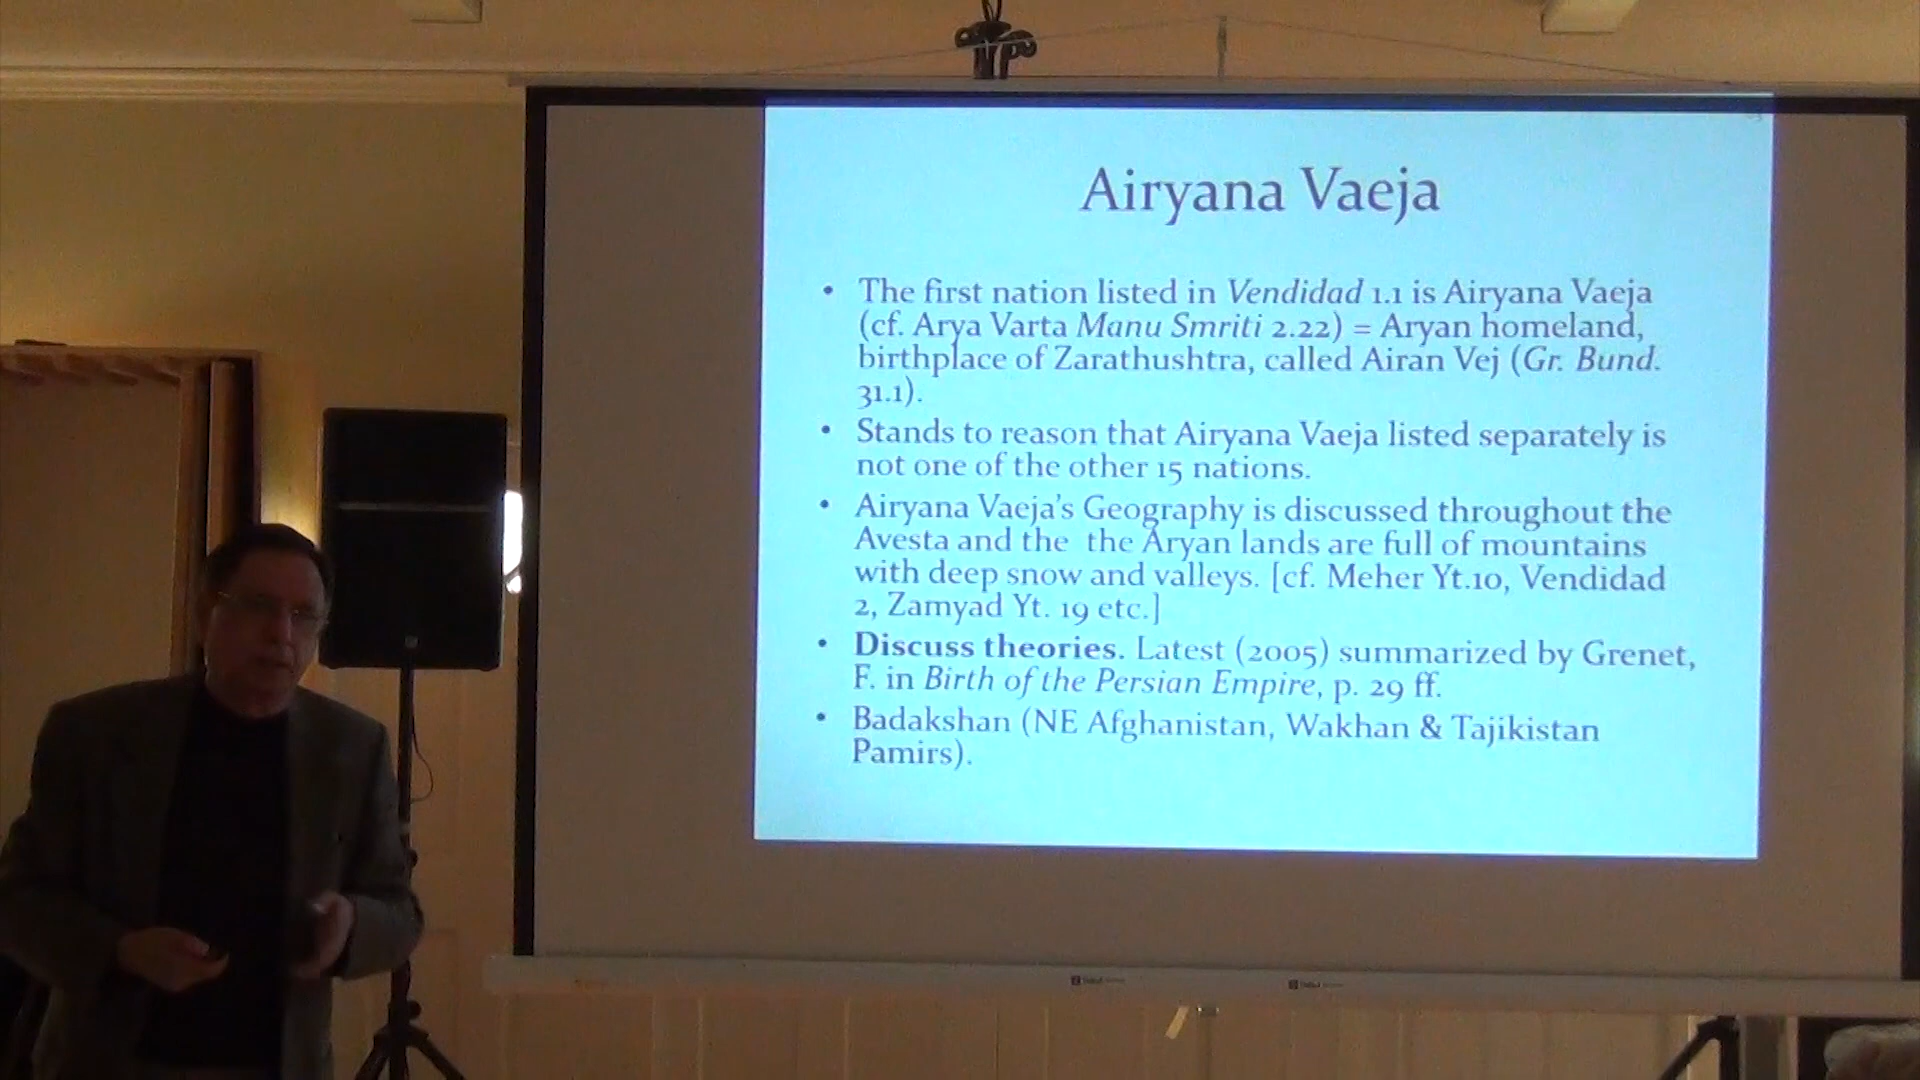 Airyana Vaeja
• The first nation listed in Vendidad 1.1 is Airyana Vaeja
(cf. Arya Varta Manu Smriti 2.22) = Aryan homeland,
birthplace of Zarathushtra, called Airan Vej (Gr. Bund.
31.1).
• Stands to reason that Airyana Vaeja listed separately is
not one of the other 15 nations.
• Airyana Vaeja's Geography is discussed throughout the
Avesta and the the Aryan lands are full of mountains
with deep snow and valleys. [cf. Meher Yt.10, Vendidad
2, Zamyad Yt. 19 etc.]
• Discuss theories. Latest (2005) summarized by Grenet,
F. in Birth of the Persian Empire, p. 29 ff.
• Badakshan (NE Afghanistan, Wakhan & Tajikistan
Pamirs).